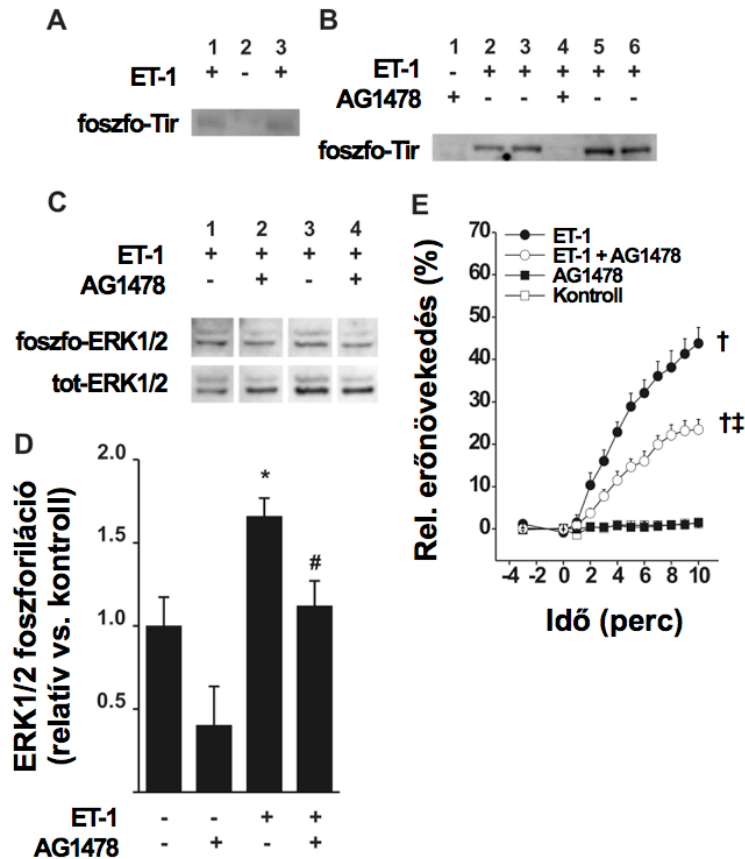 A
1 2 3
ET-1 + - +
foszfo-Tir
B
1 2 3 4 5 6
ET-1 - + + + + +
AG1478 + - - + - -
foszfo-Tir
C
1 2 3 4
ET-1 + + + +
AG1478 - + - +
foszfo-ERK1/2
tot-ERK1/2
D
ERK1/2 foszforiláció
(relatív vs. kontroll)
2.0
1.5
1.0
0.5
*
#
ET-1 - - + +
AG1478 - + - +
E
Rel. erőnövekedés (%)
70
60
50
40
30
20
10
0
ET-1
ET-1 + AG1478
AG1478
Kontroll
†
†‡
-4 -2 0 2 4 6 8 10
Idő (perc)